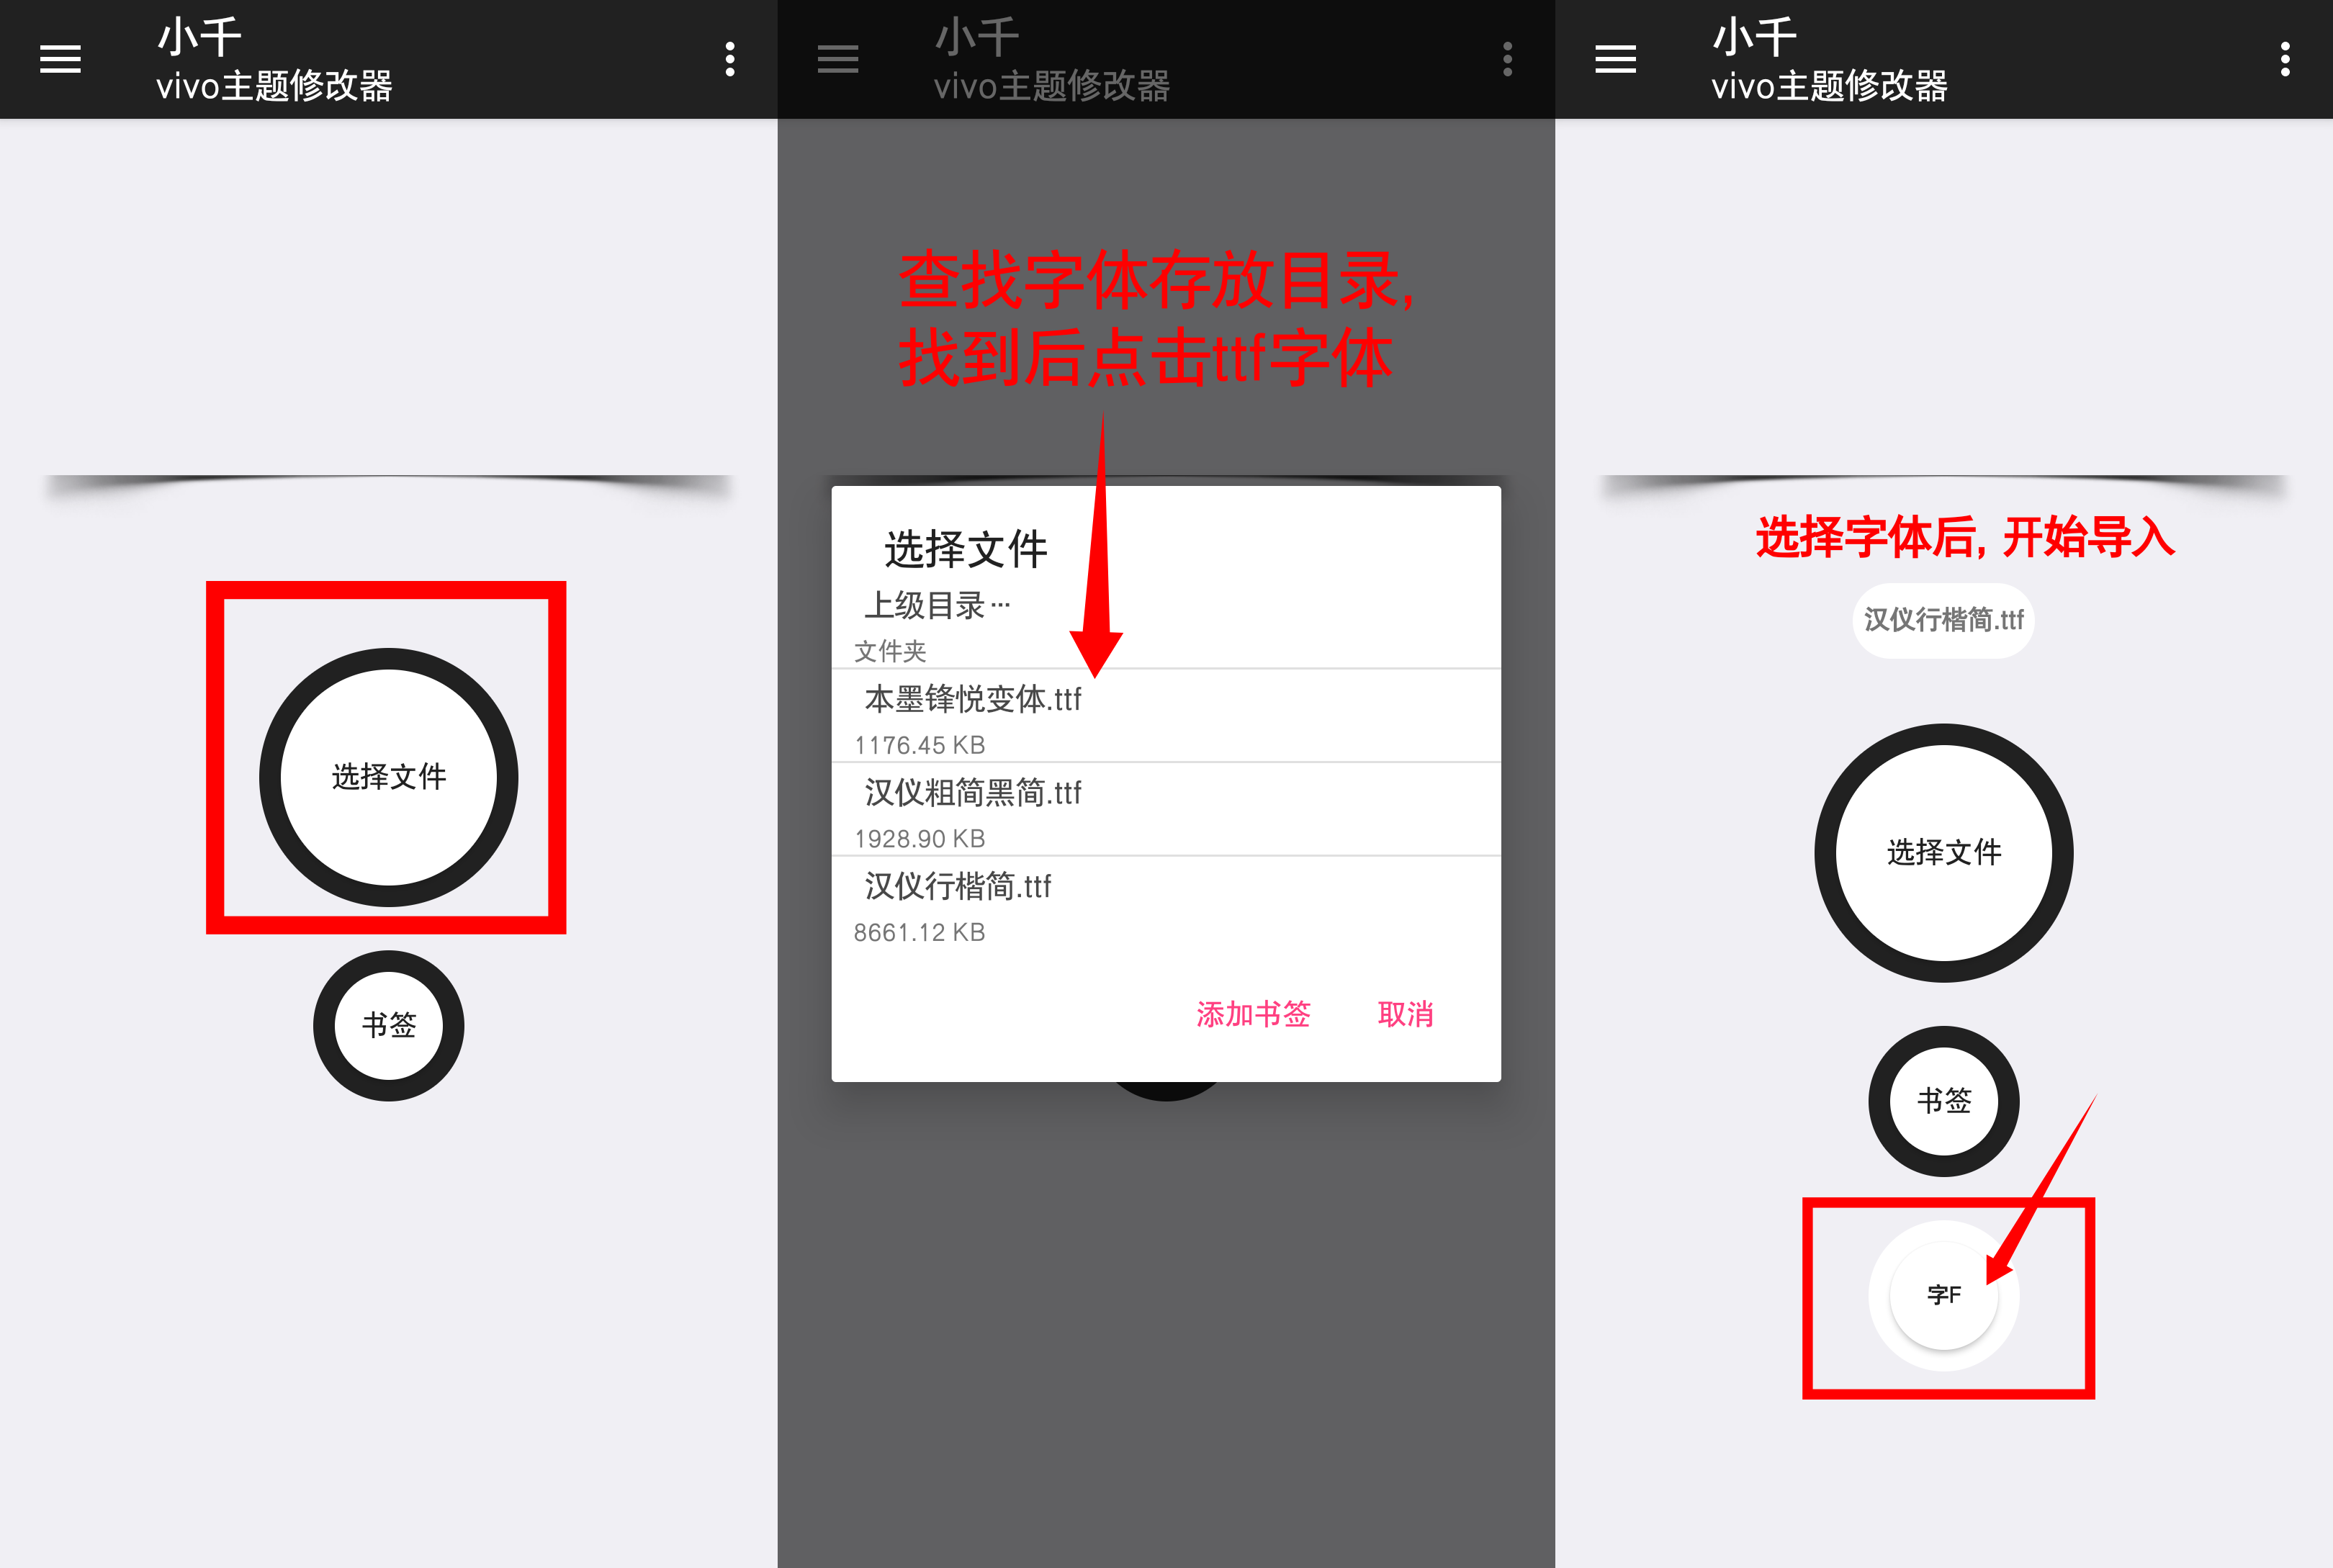 小千
vivo主题修改器
选择文件
书签
小千
vivo主题修改器
查找字体存放目录,
找到后点击ttf字体
选择文件
上级目录···
文件夹
本墨锋悦变体.ttf
1176.45 KB
汉仪粗简黑简.ttf
1928.90 KB
汉仪行楷简.ttf
8661.12 KB
添加书签 取消
小千
vivo主题修改器
选择字体后, 开始导入
汉仪行楷简.ttf
选择文件
书签
字F